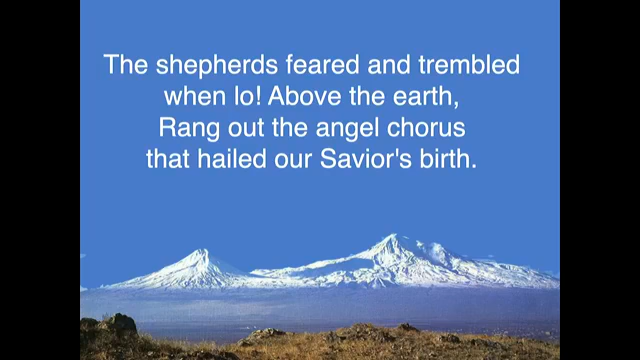 The shepherds feared and trembled
when lo! Above the earth,
Rang out the angel chorus
that hailed our Savior's birth.